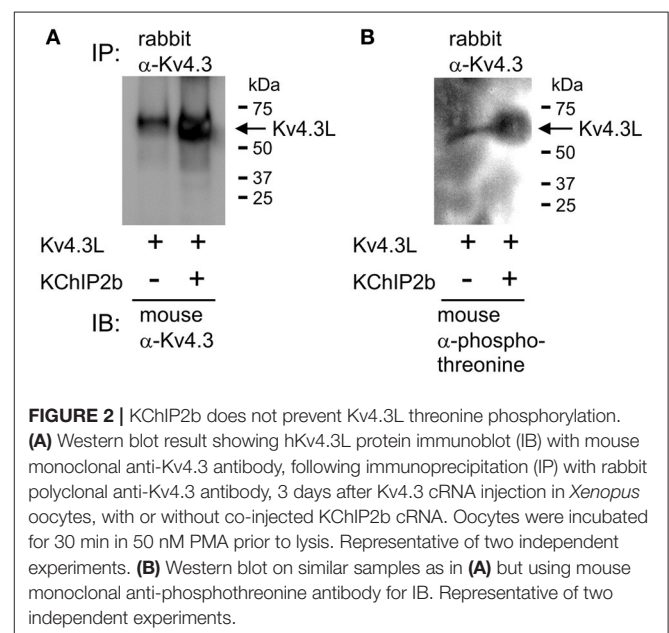 A
IP:
rabbit
α-Kv4.3
kDa
75
Kv4.3L
50
37
25
Kv4.3L + +
KChIP2b - +
IB:
mouse
α-Kv4.3
B
rabbit
α-Kv4.3
kDa
75
Kv4.3L
50
37
25
Kv4.3L + +
KChIP2b - +
mouse
α-phospho-
threonine
FIGURE 2 | KChIP2b does not prevent Kv4.3L threonine phosphorylation.
(A) Western blot result showing hKv4.3L protein immunoblot (IB) with mouse
monoclonal anti-Kv4.3 antibody, following immunoprecipitation (IP) with rabbit
polyclonal anti-Kv4.3 antibody, 3 days after Kv4.3 cRNA injection in Xenopus
oocytes, with or without co-injected KChIP2b cRNA. Oocytes were incubated
for 30 min in 50 nM PMA prior to lysis. Representative of two independent
experiments. (B) Western blot on similar samples as in (A) but using mouse
monoclonal anti-phosphothreonine antibody for IB. Representative of two
independent experiments.